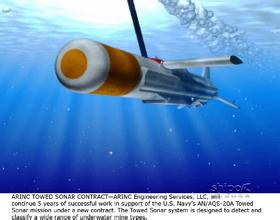 ARINC TOWED SONAR CONTRACT—ARINC Engineering Services, LLC, will
continue 5 years of successful work in support of the U.S. Navy's AN/AQS-20A Towed
Sonar mission under a new contract. The Towed Sonar system is designed to detect and
classify a wide range of underwater mine types.